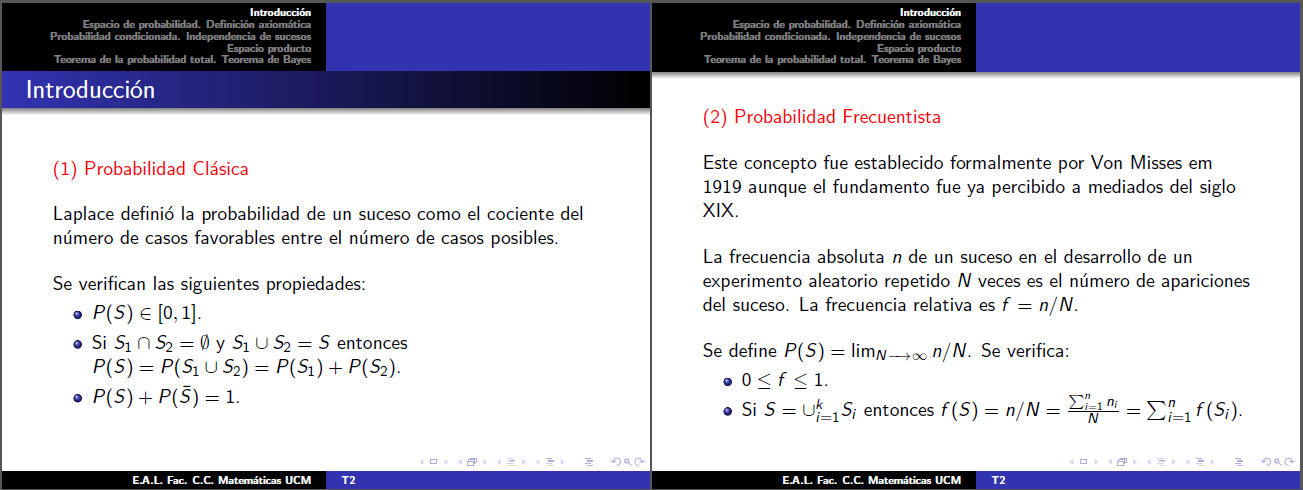 Introducción
Espacio de probabilidad. Definición axiomática
Probabilidad condicionada. Independencia de sucesos
Espacio producto
Teorema de la probabilidad total. Teorema de Bayes
Introducción
(1) Probabilidad Clásica
Laplace definió la probabilidad de un suceso como el cociente del
número de casos favorables entre el número de casos posibles.
Se verifican las siguientes propiedades:
P(S) ∈ [0, 1].
Si S₁ ∩ S₂ = ∅ y S₁ ∪ S₂ = S entonces
P(S) = P(S₁ ∪ S₂) = P(S₁) + P(S₂).
P(S) + P(S̄) = 1.
E.A.L. Fac. C.C. Matemáticas UCM T2
Introducción
Espacio de probabilidad. Definición axiomática
Probabilidad condicionada. Independencia de sucesos
Espacio producto
Teorema de la probabilidad total. Teorema de Bayes
(2) Probabilidad Frecuentista
Este concepto fue establecido formalmente por Von Misses em
1919 aunque el fundamento fue ya percibido a mediados del siglo
XIX.
La frecuencia absoluta n de un suceso en el desarrollo de un
experimento aleatorio repetido N veces es el número de apariciones
del suceso. La frecuencia relativa es f = n/N.
Se define P(S) = lim_{N⟶∞} n/N. Se verifica:
0 ≤ f ≤ 1.
Si S = ∪_{i=1}^{k} S_i entonces f(S) = n/N = (∑_{i=1}^{n} n_i)/N = ∑_{i=1}^{n} f(S_i).
E.A.L. Fac. C.C. Matemáticas UCM T2